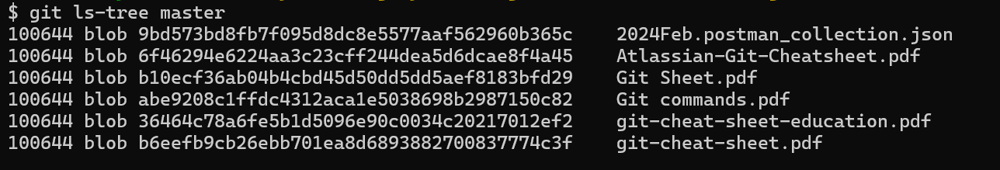 $ git ls-tree master
100644 blob 9bd573bd8fb7f095d8dc8e5577aaf562960b365c    2024Feb.postman_collection.json
100644 blob 6f46294e6224aa3c23cff244dea5d6dcae8f4a45    Atlassian-Git-Cheatsheet.pdf
100644 blob b10ecf36ab04b4cbd45d50dd5dd5aef8183bfd29    Git Sheet.pdf
100644 blob abe9208c1ffdc4312aca1e5038698b2987150c82    Git commands.pdf
100644 blob 36464c78a6fe5b1d5096e90c0034c20217012ef2    git-cheat-sheet-education.pdf
100644 blob b6eefb9cb26ebb701ea8d6893882700837774c3f    git-cheat-sheet.pdf